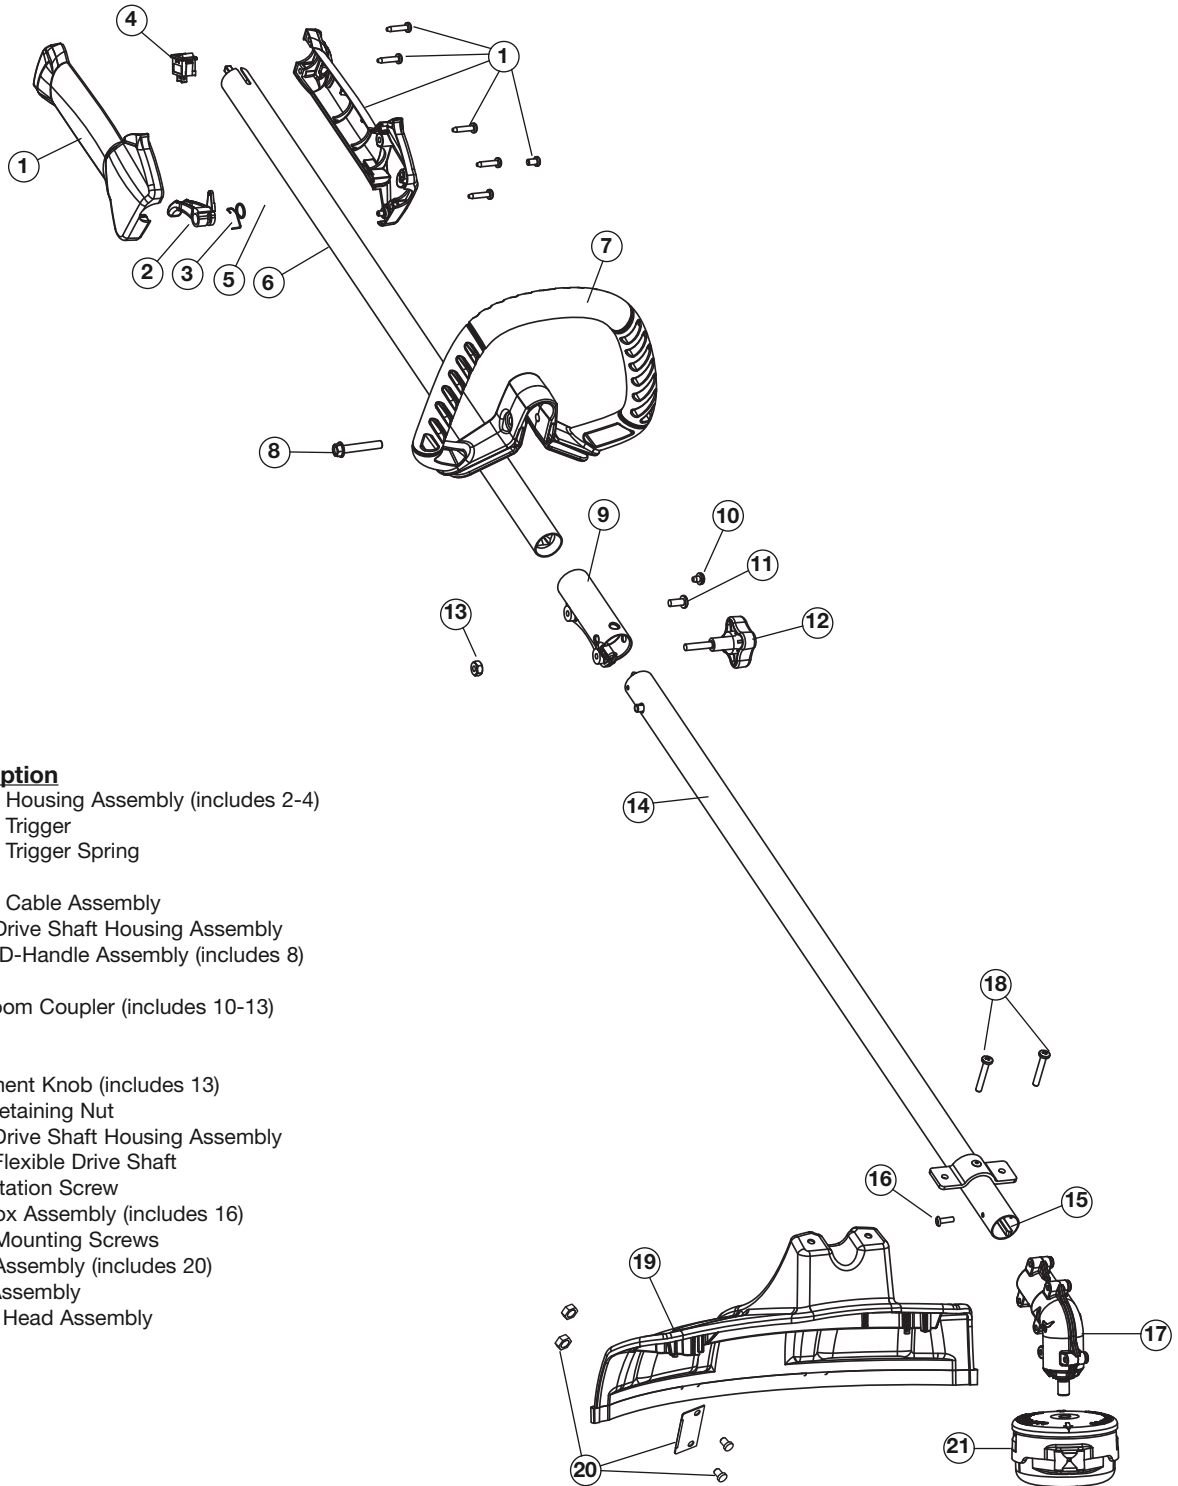 4
1
1
2
3
5
6
7
8
9
10
11
12
13
14
ption
Housing Assembly (includes 2-4)
Trigger
Trigger Spring
Cable Assembly
Drive Shaft Housing Assembly
D-Handle Assembly (includes 8)
oom Coupler (includes 10-13)
ment Knob (includes 13)
etaining Nut
Drive Shaft Housing Assembly
Flexible Drive Shaft
tation Screw
ox Assembly (includes 16)
Mounting Screws
Assembly (includes 20)
Assembly
Head Assembly
18
16
15
19
17
20
21